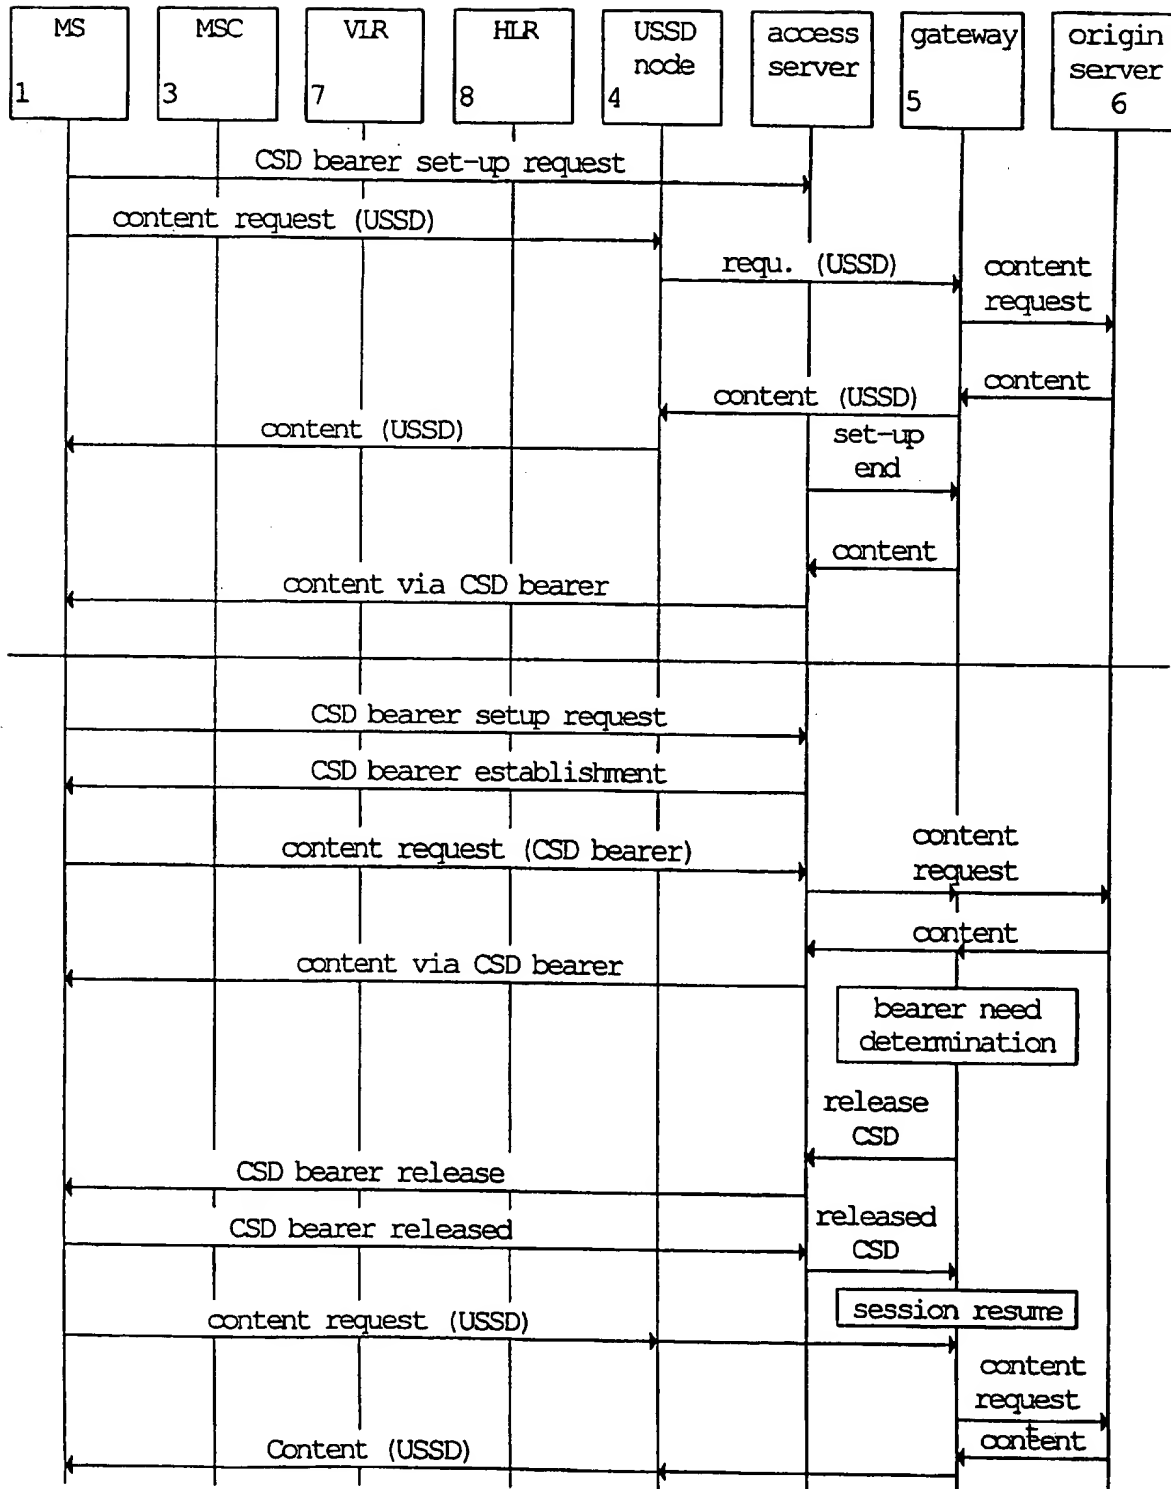 MS
1
MSC
3
VLR
7
HLR
8
USSD
node
4
access
server
gateway
5
origin
server
6
CSD bearer set-up request
content request (USSD)
requ. (USSD)
content
request
content
content (USSD)
content (USSD)
set-up
end
content
content via CSD bearer
CSD bearer setup request
CSD bearer establishment
content request (CSD bearer)
content
request
content
content via CSD bearer
bearer need
determination
release
CSD
CSD bearer release
CSD bearer released
released
CSD
session resume
content request (USSD)
content
request
content
Content (USSD)